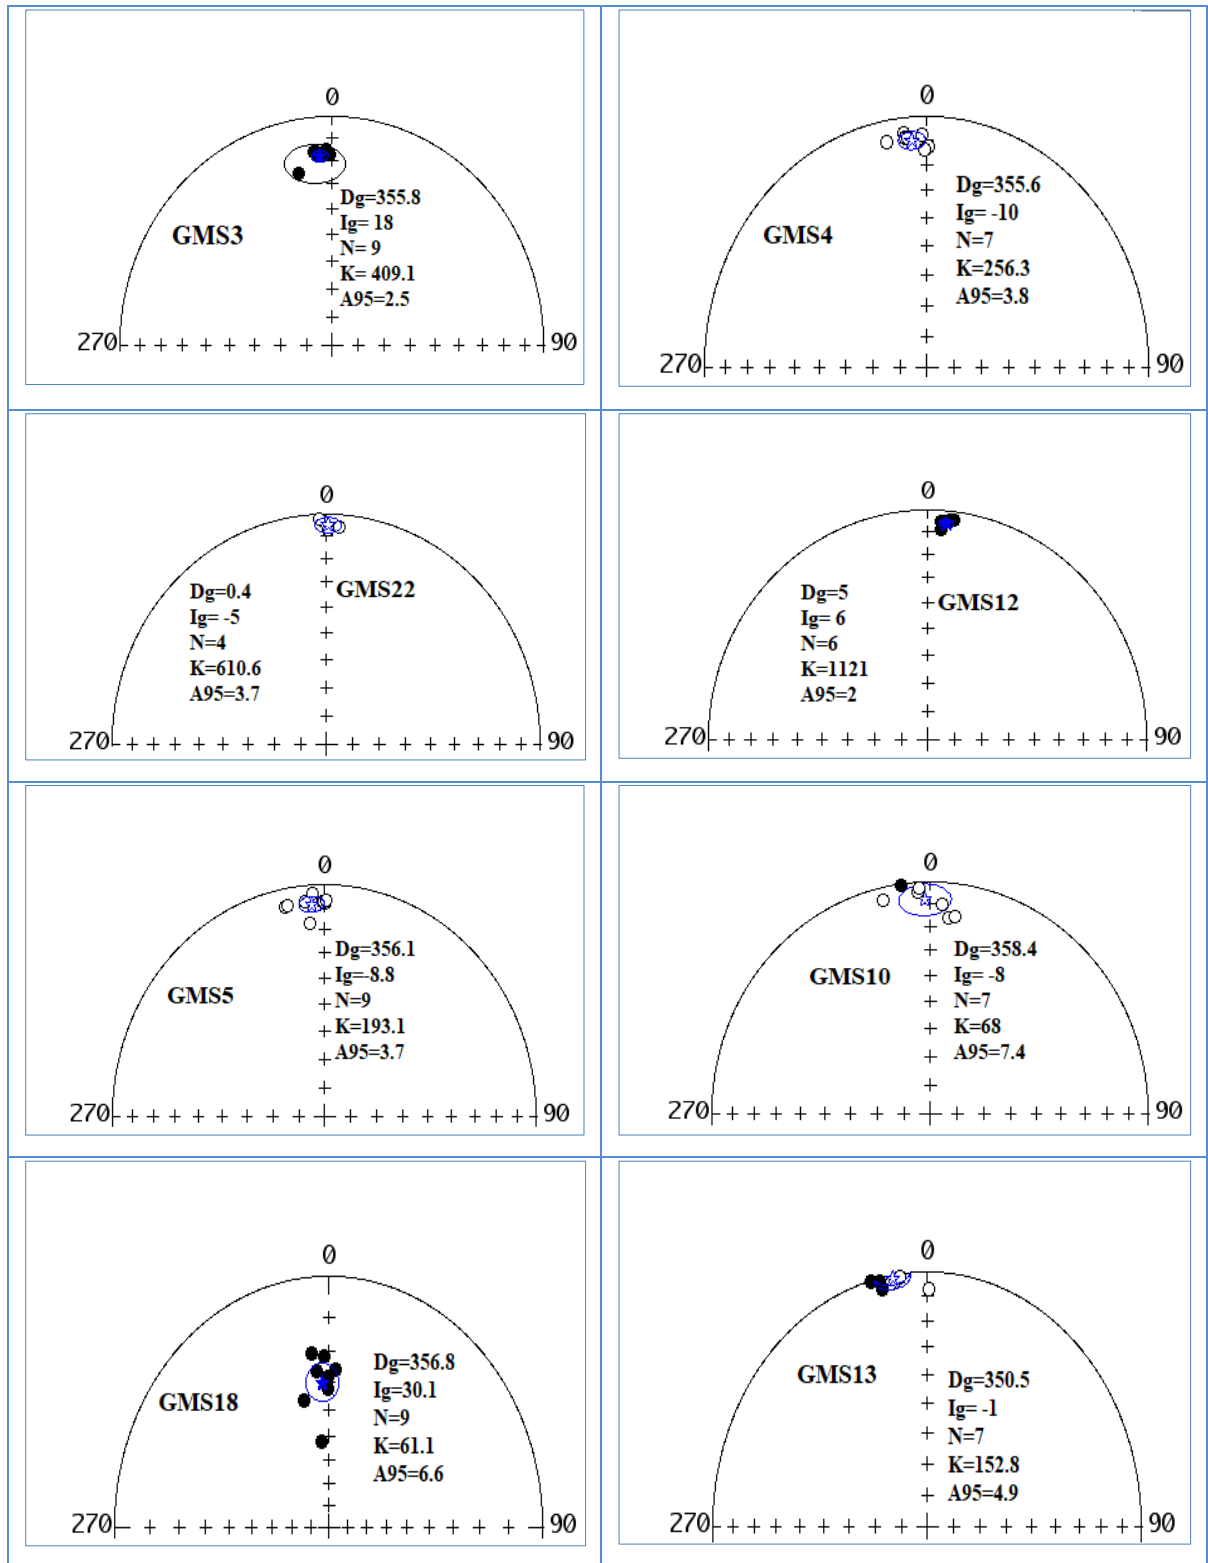 0
GMS3
Dg=355.8
Ig= 18
N= 9
K= 409.1
A95=2.5
270
90
0
GMS4
Dg=355.6
Ig= -10
N=7
K=256.3
A95=3.8
270
90
0
GMS22
Dg=0.4
Ig= -5
N=4
K=610.6
A95=3.7
270
90
0
GMS12
Dg=5
Ig= 6
N=6
K=1121
A95=2
270
90
0
GMS5
Dg=356.1
Ig=-8.8
N=9
K=193.1
A95=3.7
270
90
0
GMS10
Dg=358.4
Ig= -8
N=7
K=68
A95=7.4
270
90
0
GMS18
Dg=356.8
Ig=30.1
N=9
K=61.1
A95=6.6
270
90
0
GMS13
Dg=350.5
Ig= -1
N=7
K=152.8
A95=4.9
270
90